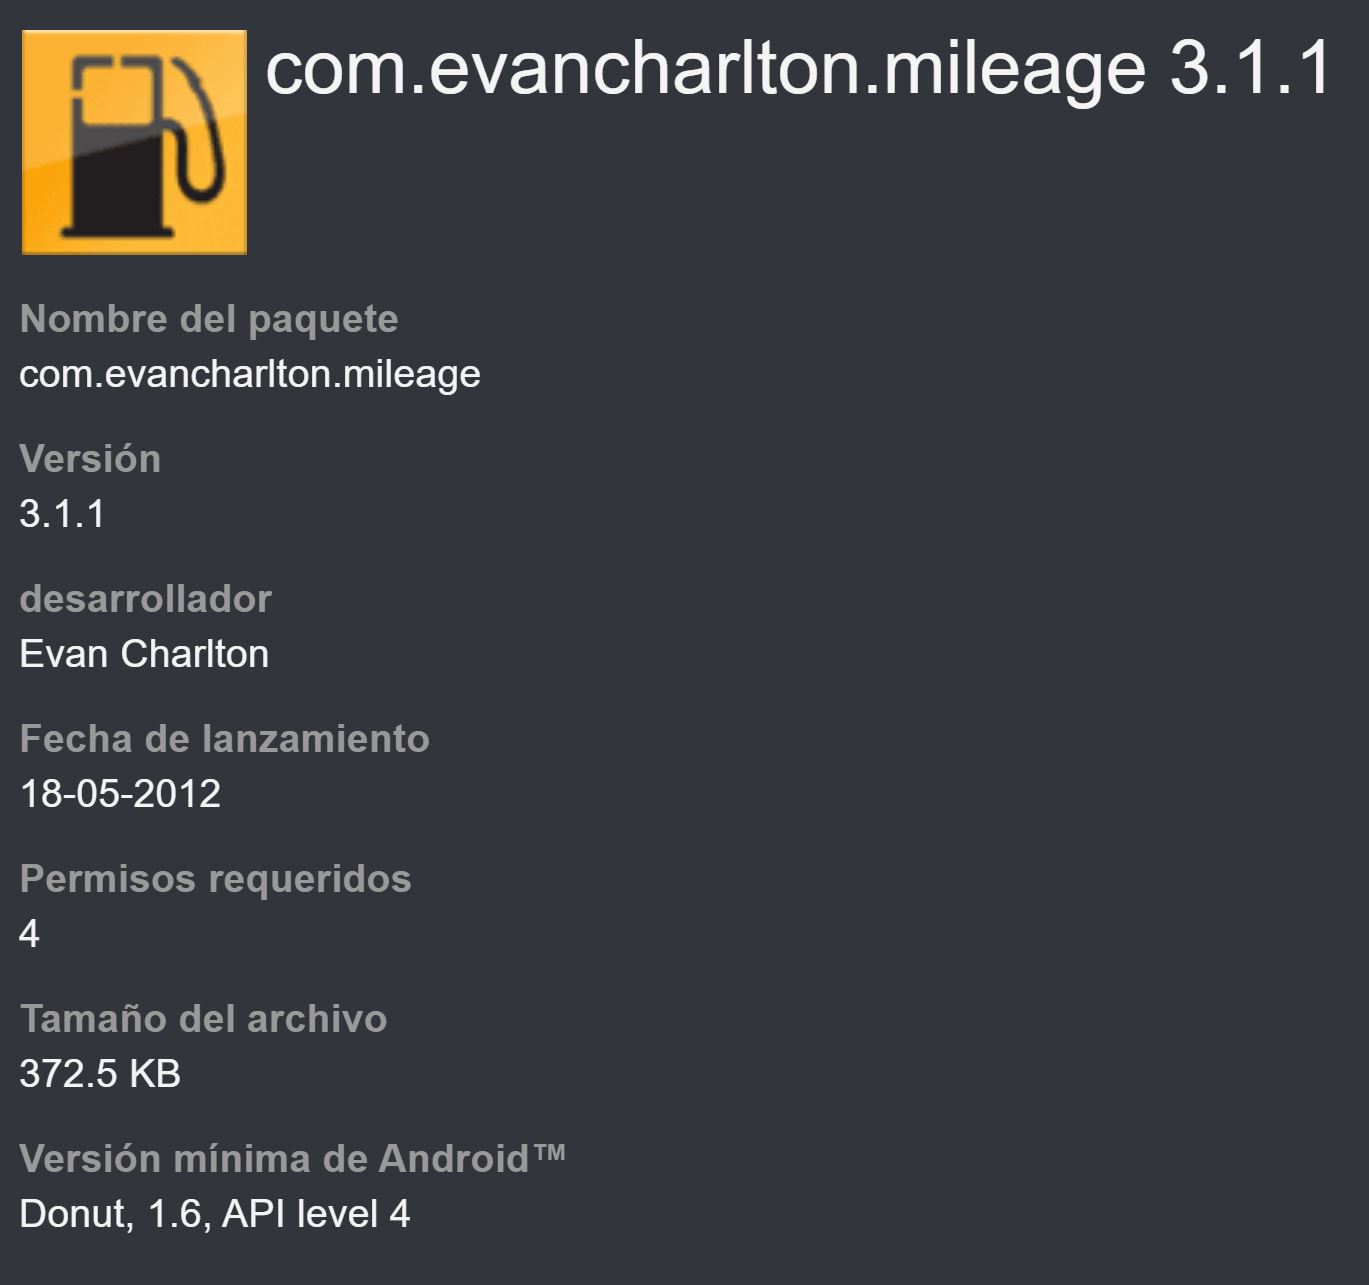 com.evancharlton.mileage 3.1.1
Nombre del paquete
com.evancharlton.mileage
Versión
3.1.1
desarrollador
Evan Charlton
Fecha de lanzamiento
18-05-2012
Permisos requeridos
4
Tamaño del archivo
372.5 KB
Versión mínima de Android™
Donut, 1.6, API level 4